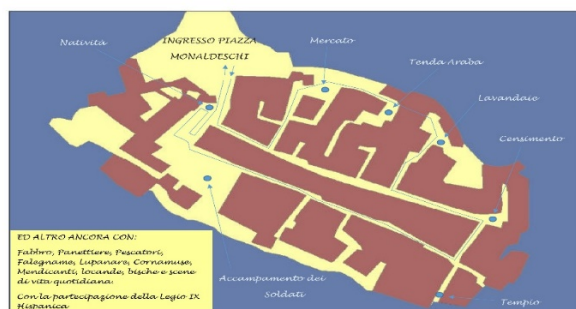 INGRESSO PIAZZA
MONALDESCHI
Natività
Mercato
Tenda Araba
Lavandaie
Censimento
Accampamento dei
Soldati
Tempio
ED ALTRO ANCORA CON:
Fabbro, Panettiere, Pescatori,
Falegname, Lupanare, Cornamuse,
Mendicanti, locande, bische e scene
di vita quotidiana.
Con la partecipazione della Legio IX
Hispanica